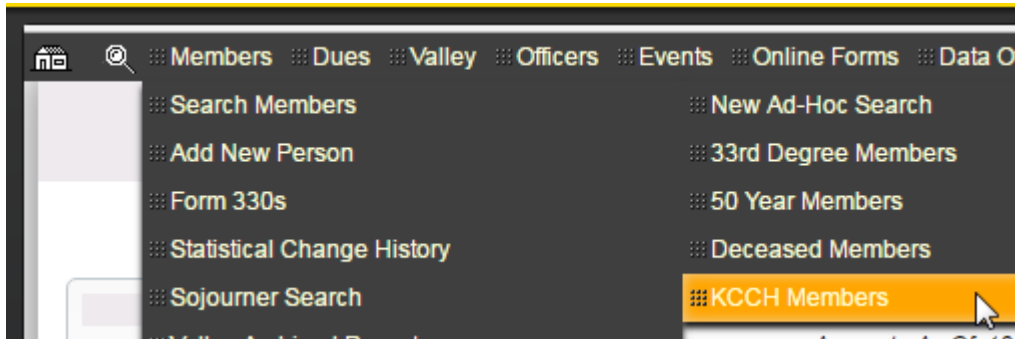 Members Dues Valley Officers Events Online Forms Data O
Search Members
Add New Person
Form 330s
Statistical Change History
Sojourner Search
New Ad-Hoc Search
33rd Degree Members
50 Year Members
Deceased Members
KCCH Members